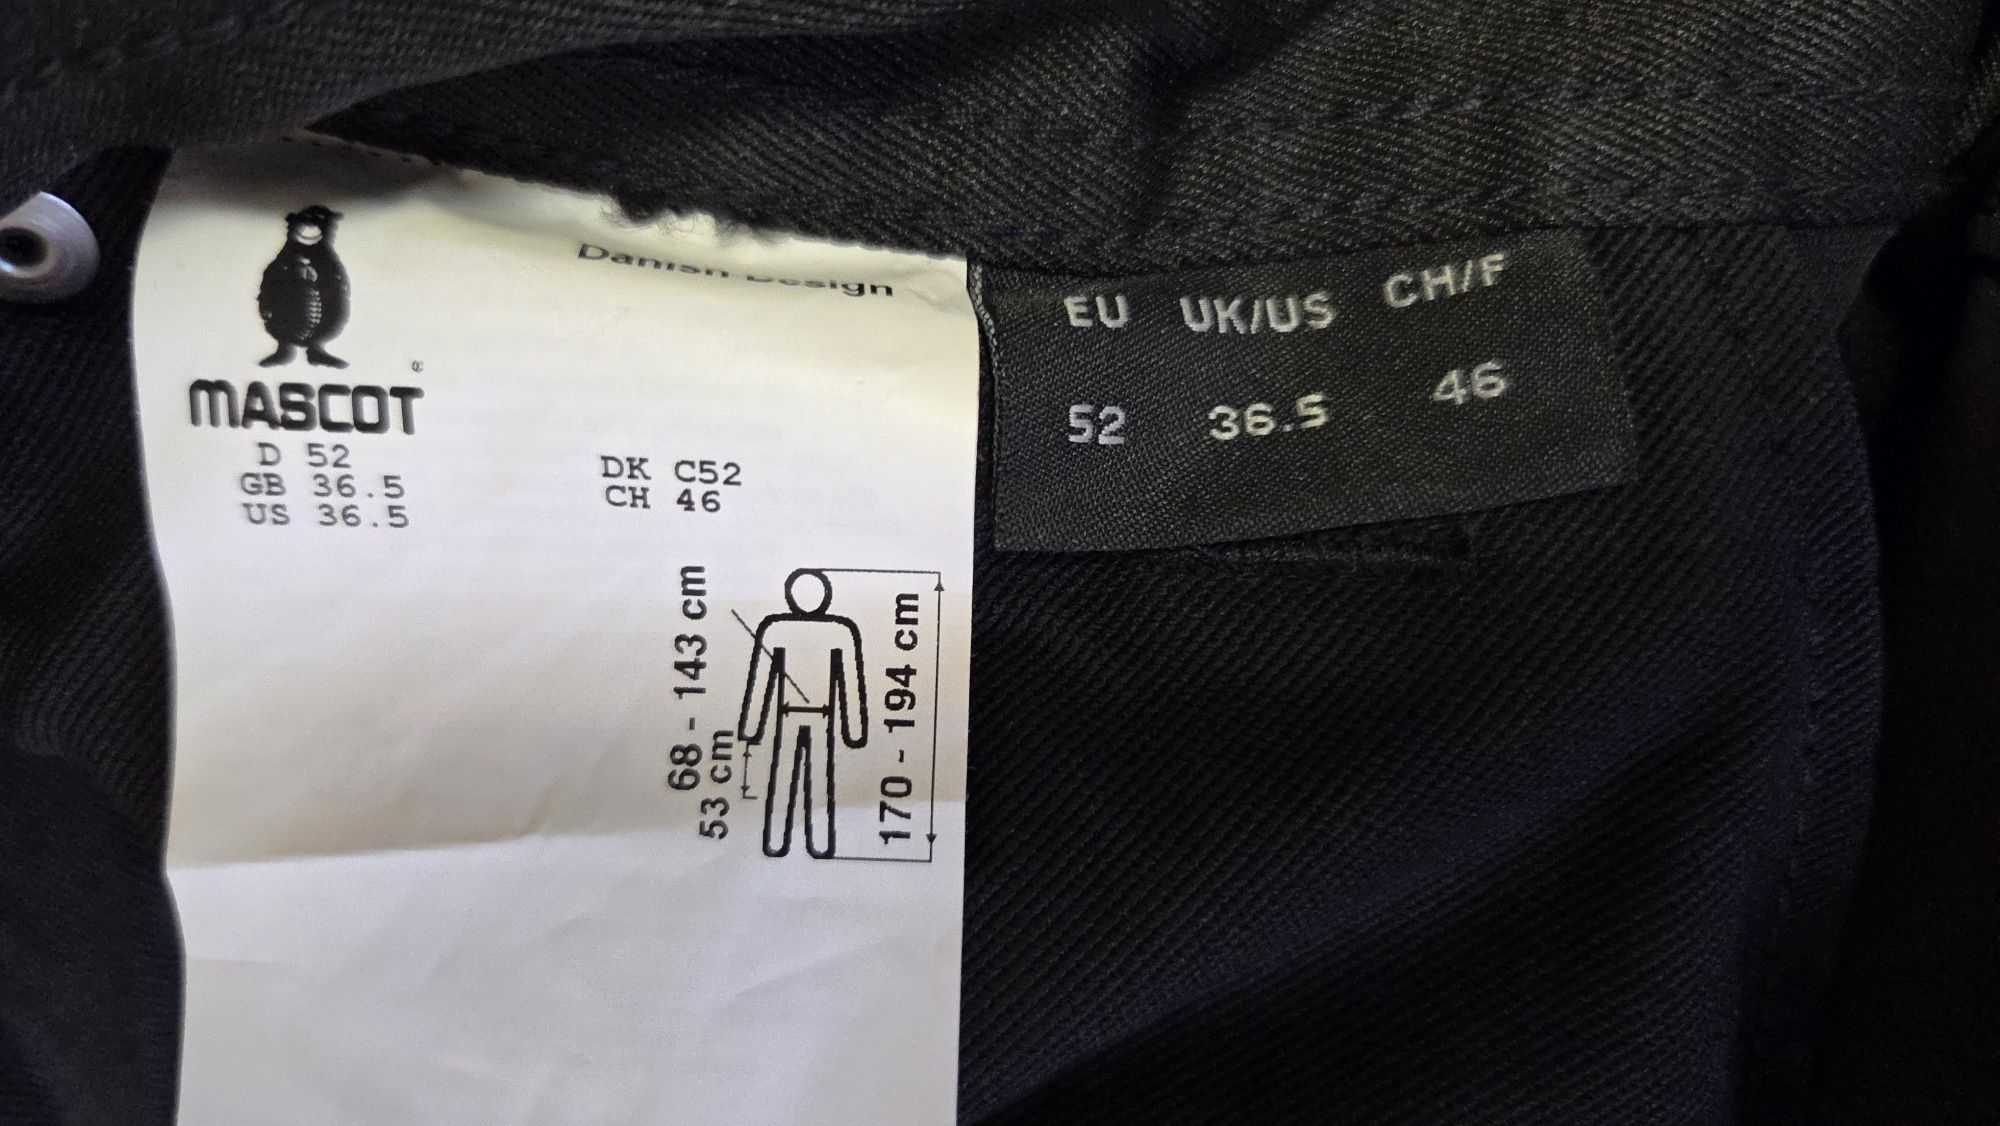 Danish Design
®
MASCOT
D 52
GB 36.5
US 36.5
DK C52
CH 46
68 - 143 cm
53 cm
170 - 194 cm
EU UK/US CH/F
52 36.5 46